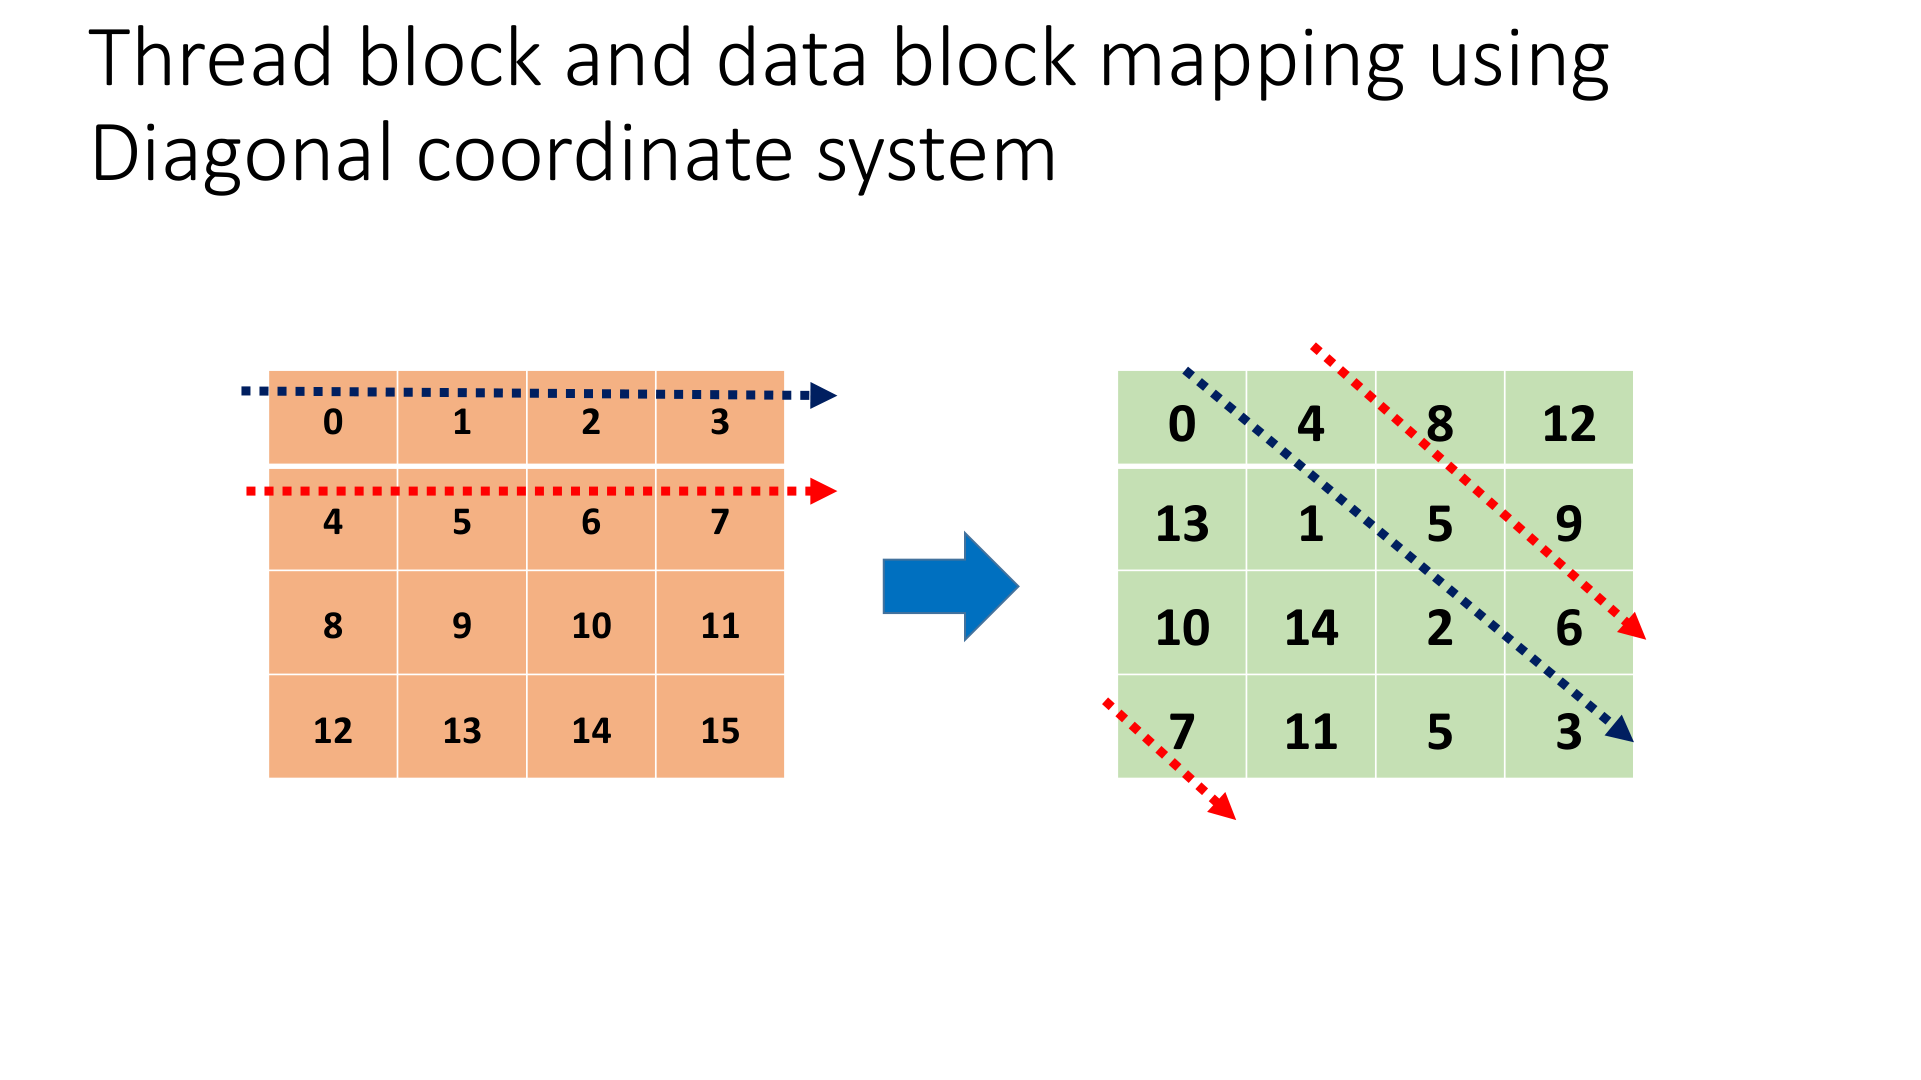 Thread block and data block mapping using
Diagonal coordinate system
0 1 2 3
4 5 6 7
8 9 10 11
12 13 14 15
0 4 8 12
13 1 5 9
10 14 2 6
7 11 5 3